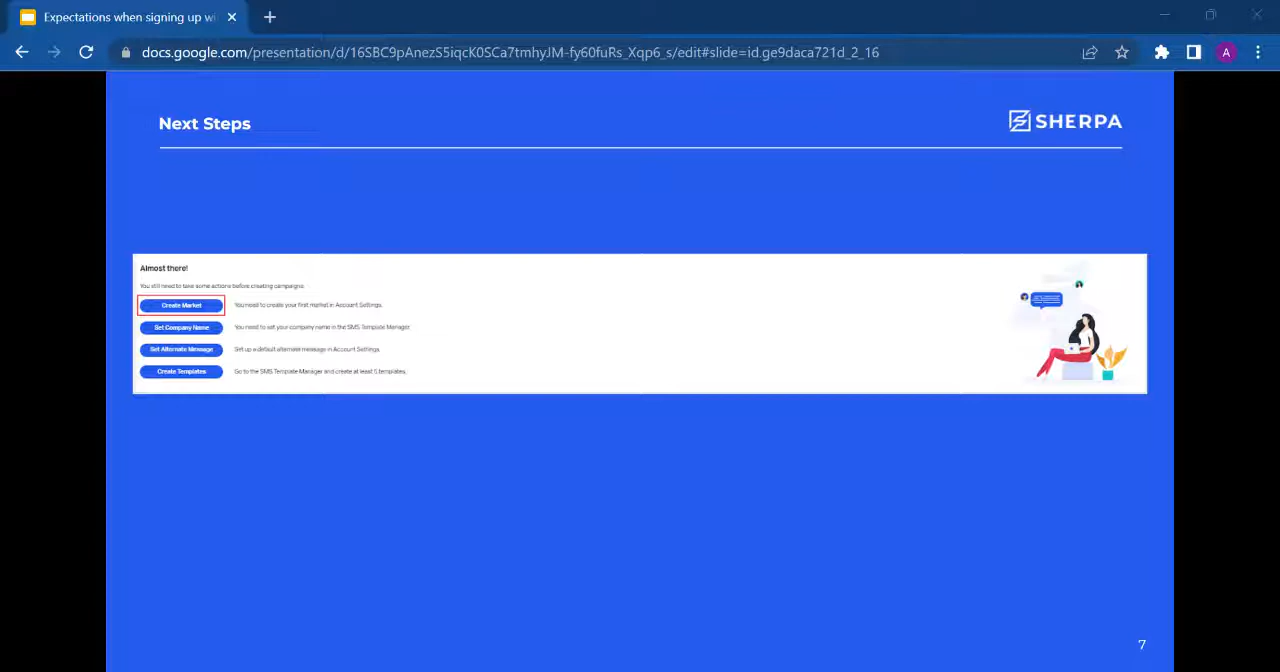 Expectations when signing up wi
docs.google.com/presentation/d/16SBC9pAnezS5iqcK0SCa7tmhyJM-fy60fuRs_Xqp6_s/edit#slide=id.ge9daca721d_2_16
A
Next Steps
SHERPA
Almost there!
You still need to take some actions before creating campaigns.
Create Market You need to create your first market in Account Settings.
Set Company Name You need to set your company name in the SMS Template Manager.
Set Alternate Message Set up a default alternate message in Account Settings.
Create Templates Go to the SMS Template Manager and create at least 5 templates.
7